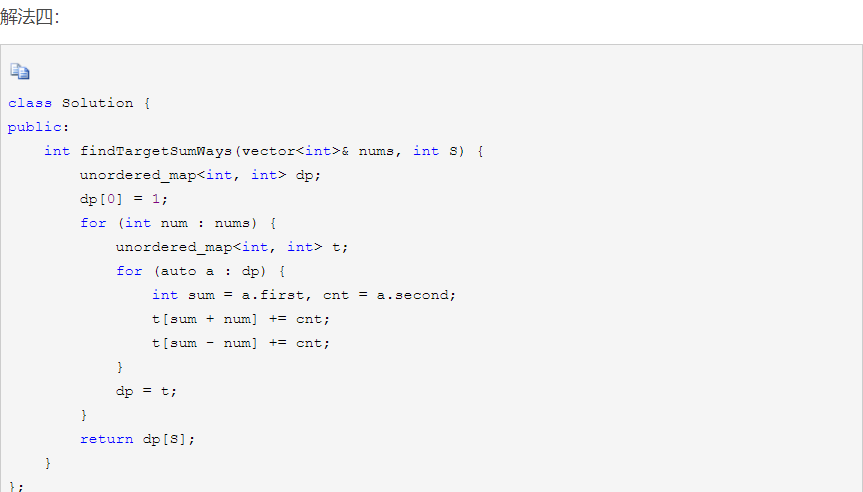 解法四：
class Solution {
public:
    int findTargetSumWays(vector<int>& nums, int S) {
        unordered_map<int, int> dp;
        dp[0] = 1;
        for (int num : nums) {
            unordered_map<int, int> t;
            for (auto a : dp) {
                int sum = a.first, cnt = a.second;
                t[sum + num] += cnt;
                t[sum - num] += cnt;
            }
            dp = t;
        }
        return dp[S];
    }
};